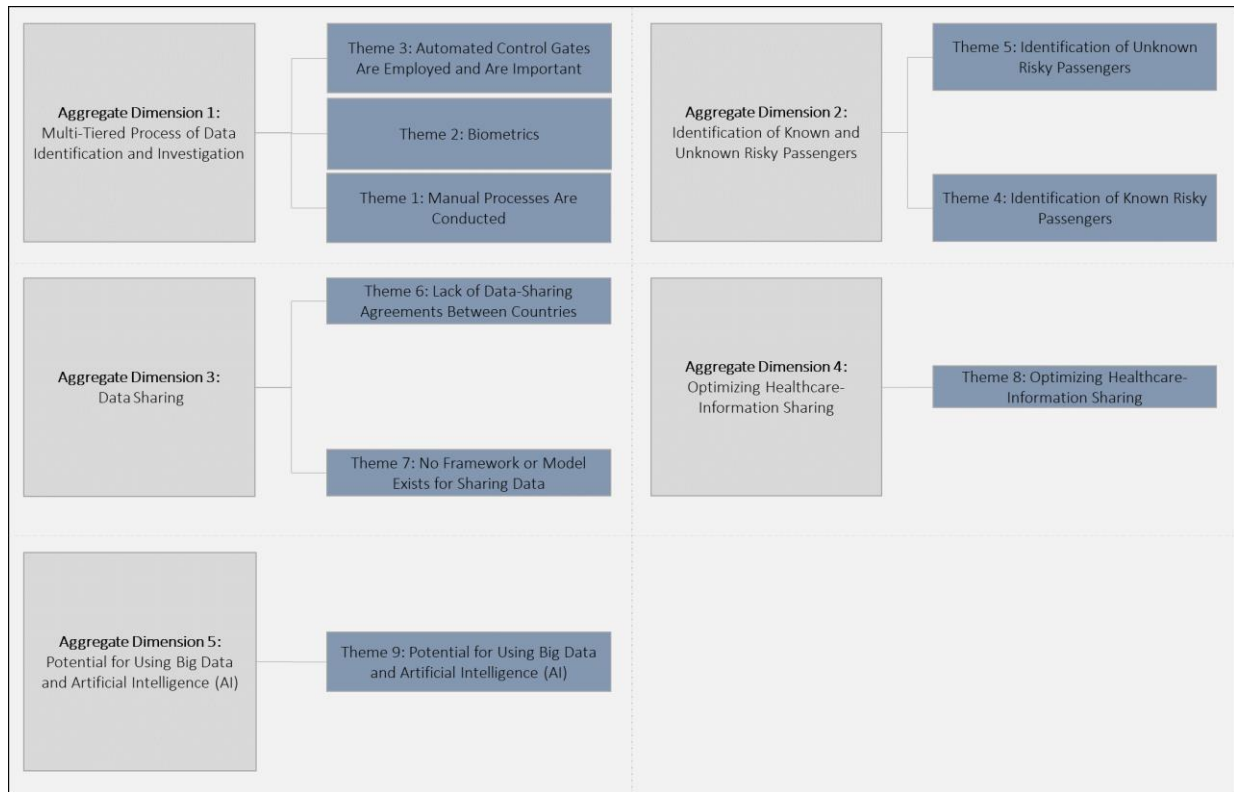 Aggregate Dimension 1:
Multi-Tiered Process of Data
Identification and Investigation
Theme 3: Automated Control Gates
Are Employed and Are Important
Theme 2: Biometrics
Theme 1: Manual Processes Are
Conducted
Aggregate Dimension 2:
Identification of Known and
Unknown Risky Passengers
Theme 5: Identification of Unknown
Risky Passengers
Theme 4: Identification of Known Risky
Passengers
Aggregate Dimension 3:
Data Sharing
Theme 6: Lack of Data-Sharing
Agreements Between Countries
Theme 7: No Framework or Model
Exists for Sharing Data
Aggregate Dimension 4:
Optimizing Healthcare-
Information Sharing
Theme 8: Optimizing Healthcare-
Information Sharing
Aggregate Dimension 5:
Potential for Using Big Data
and Artificial Intelligence (AI)
Theme 9: Potential for Using Big Data
and Artificial Intelligence (AI)